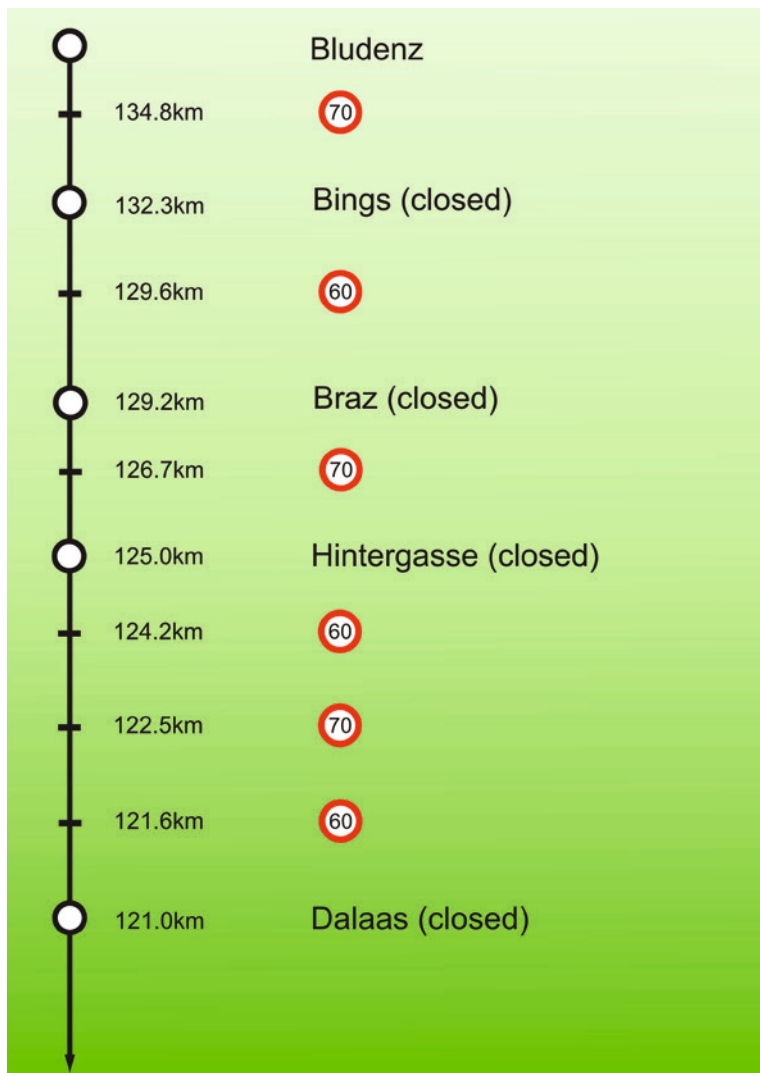 Bludenz
134.8km 70
132.3km Bings (closed)
129.6km 60
129.2km Braz (closed)
126.7km 70
125.0km Hintergasse (closed)
124.2km 60
122.5km 70
121.6km 60
121.0km Dalaas (closed)